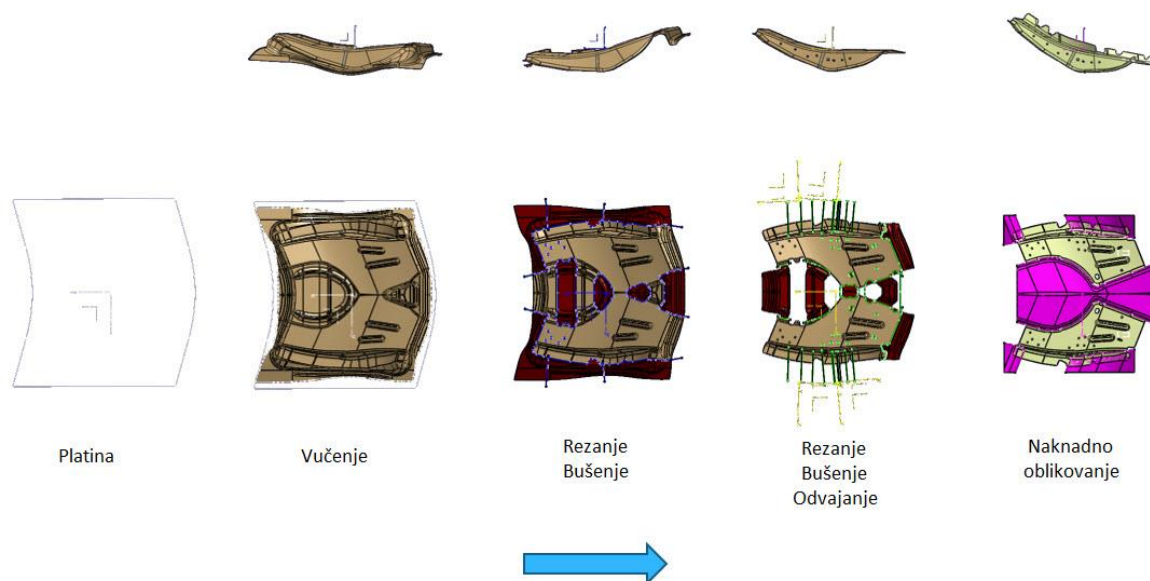 Platina
Vučenje
Rezanje
Bušenje
Rezanje
Bušenje
Odvajanje
Naknadno
oblikovanje